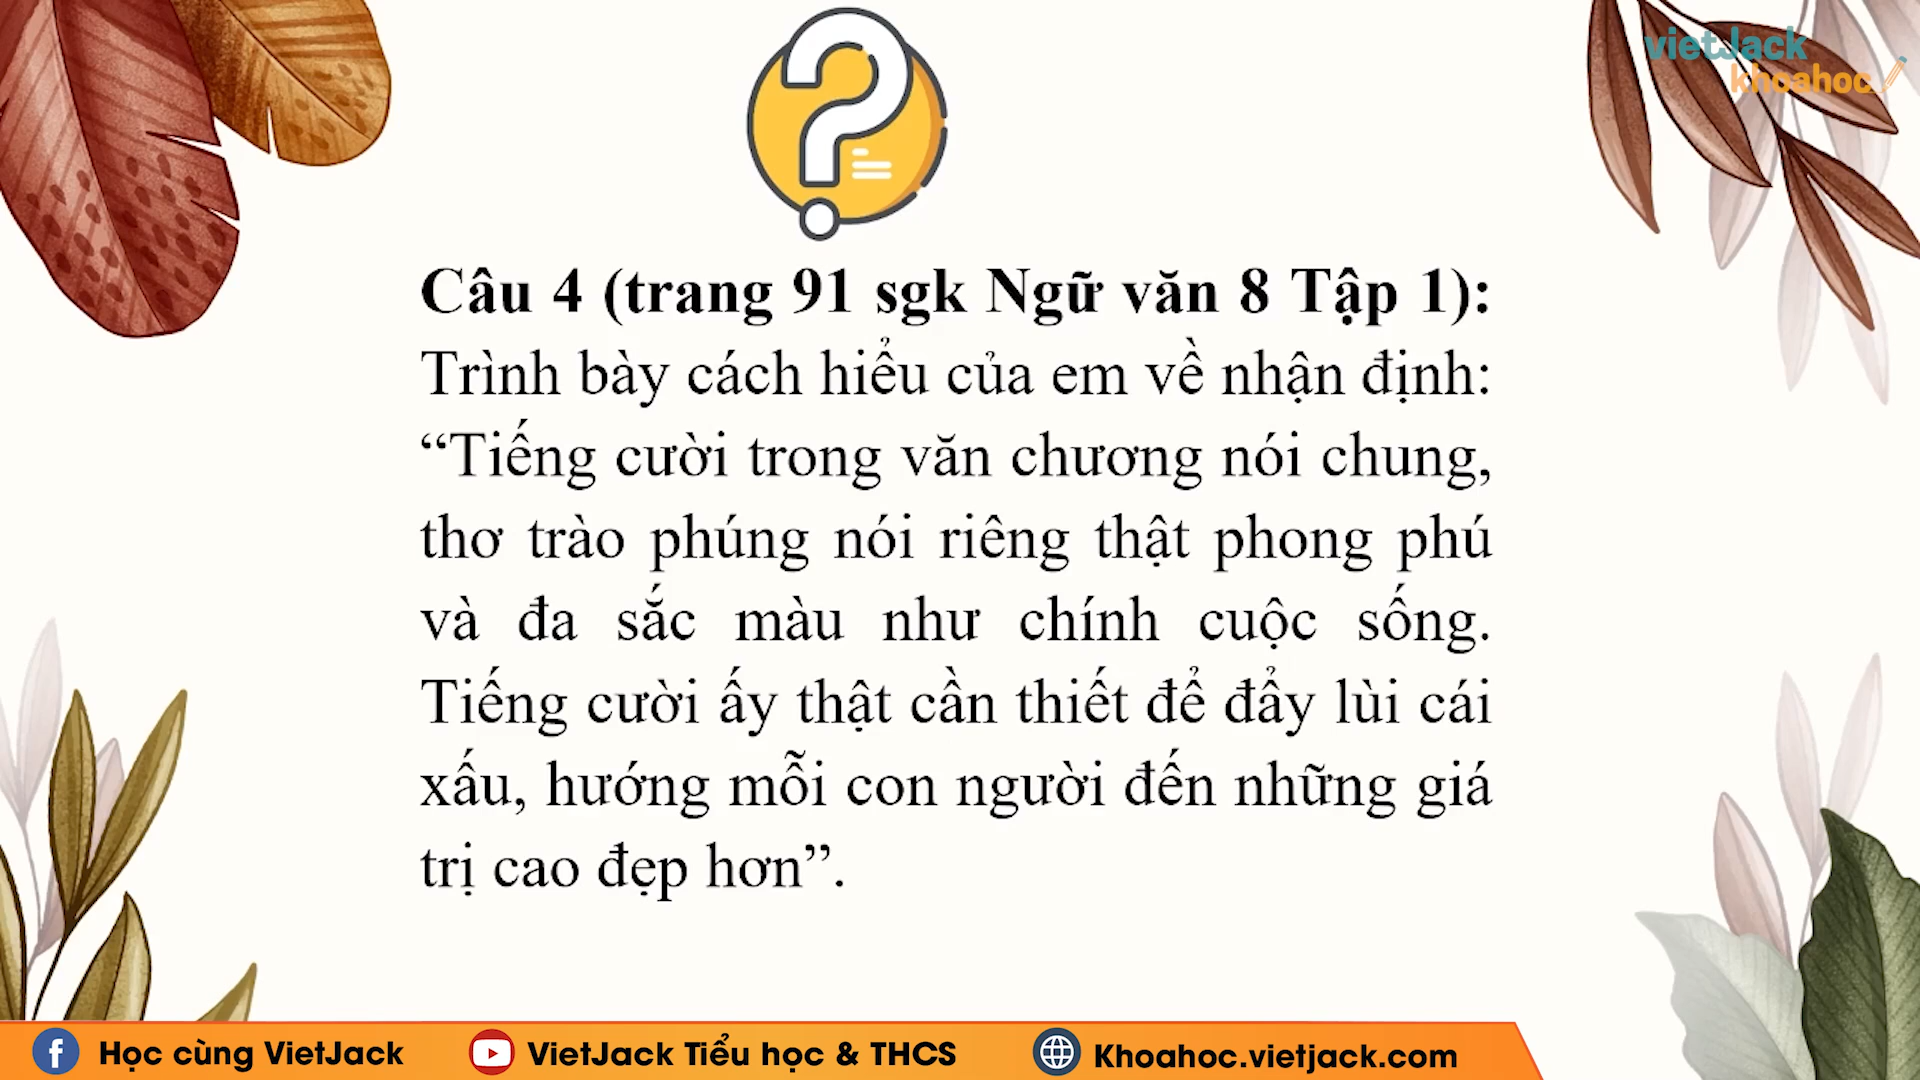 vietJack
khoahoc
Câu 4 (trang 91 sgk Ngữ văn 8 Tập 1):
Trình bày cách hiểu của em về nhận định:
“Tiếng cười trong văn chương nói chung,
thơ trào phúng nói riêng thật phong phú
và đa sắc màu như chính cuộc sống.
Tiếng cười ấy thật cần thiết để đẩy lùi cái
xấu, hướng mỗi con người đến những giá
trị cao đẹp hơn”.
Học cùng VietJack
VietJack Tiểu học & THCS
Khoahoc.vietjack.com